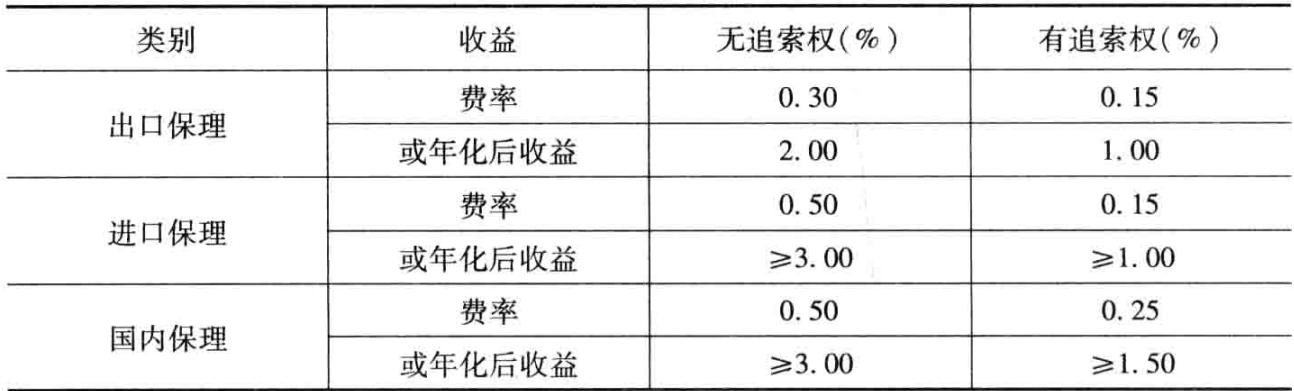 类别 收益 无追索权(%) 有追索权(%)
出口保理 费率 0.30 0.15
或年化后收益 2.00 1.00
进口保理 费率 0.50 0.15
或年化后收益 ≥3.00 ≥1.00
国内保理 费率 0.50 0.25
或年化后收益 ≥3.00 ≥1.50